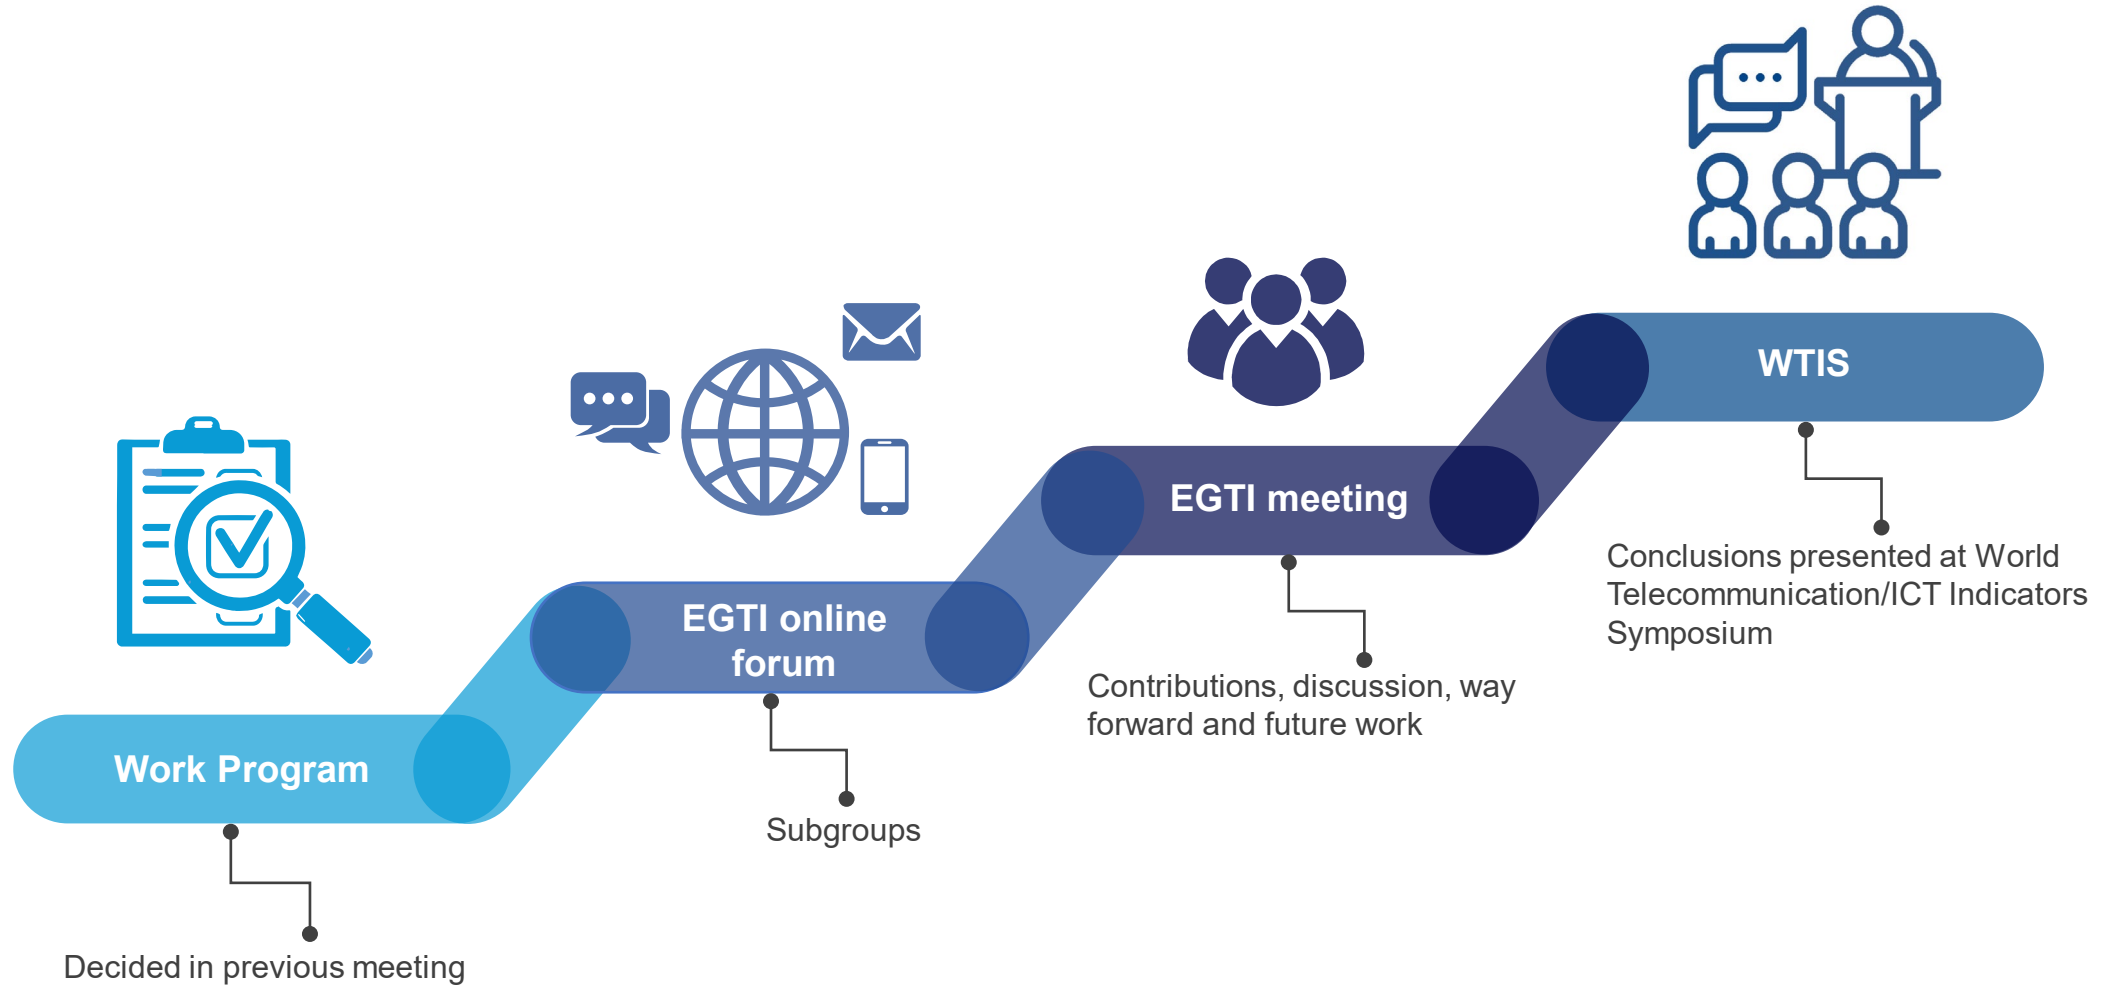 Work Program
Decided in previous meeting
EGTI online
forum
Subgroups
EGTI meeting
Contributions, discussion, way
forward and future work
WTIS
Conclusions presented at World
Telecommunication/ICT Indicators
Symposium